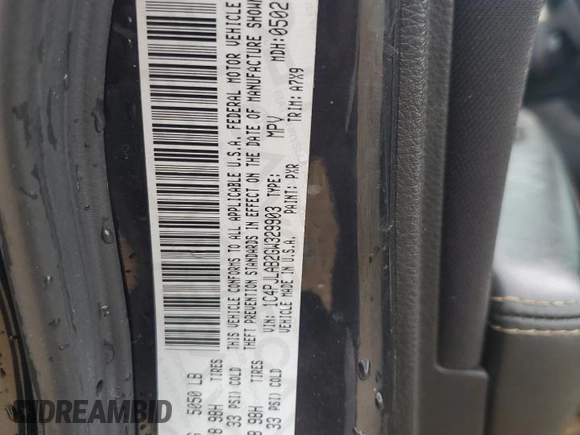 5050 LB
98H TIRES
33 PSI) COLD
98H TIRES
33 PSI) COLD
THIS VEHICLE CONFORMS TO ALL APPLICABLE U.S.A. FEDERAL MOTOR VEHICLE
THEFT PREVENTION STANDARDS IN EFFECT ON THE DATE OF MANUFACTURE SHOWN
VIN: 1C4PJLAB2GW329903 TYPE: MPV MDH:0502
VEHICLE MADE IN U.S.A. PAINT: PXR TRIM: A7X9
DREAMBID